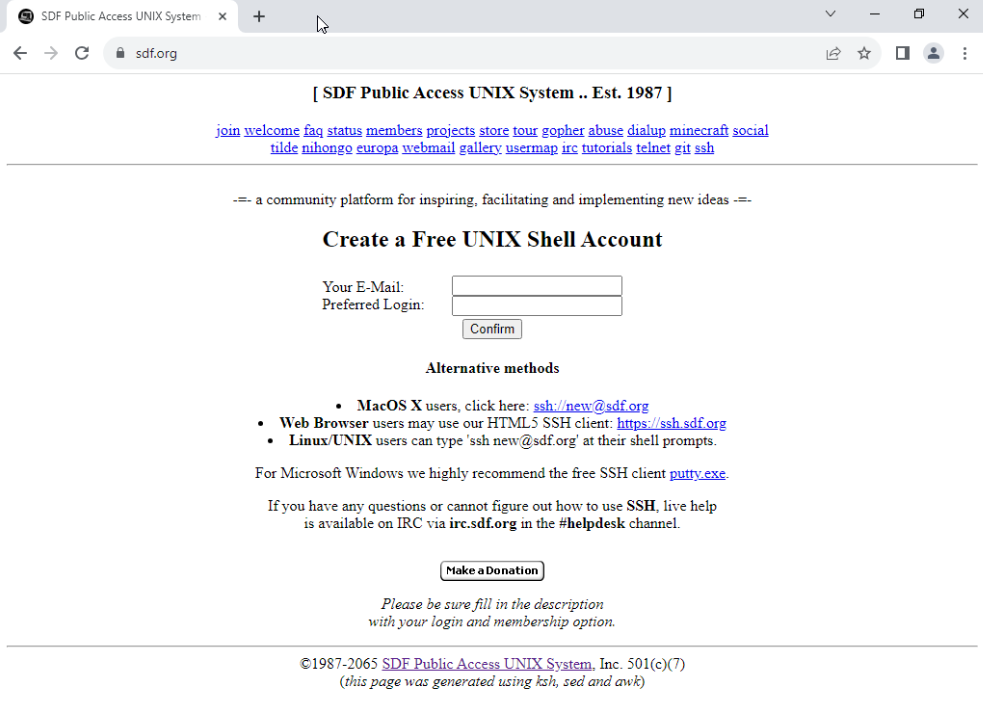 SDF Public Access UNIX System
sdf.org
[ SDF Public Access UNIX System .. Est. 1987 ]
join welcome faq status members projects store tour gopher abuse dialup minecraft social
tilde nihongo europa webmail gallery usermap irc tutorials telnet git ssh
-=- a community platform for inspiring, facilitating and implementing new ideas -=-
Create a Free UNIX Shell Account
Your E-Mail:
Preferred Login:
Confirm
Alternative methods
• MacOS X users, click here: ssh://new@sdf.org
• Web Browser users may use our HTML5 SSH client: https://ssh.sdf.org
• Linux/UNIX users can type 'ssh new@sdf.org' at their shell prompts.
For Microsoft Windows we highly recommend the free SSH client putty.exe.
If you have any questions or cannot figure out how to use SSH, live help
is available on IRC via irc.sdf.org in the #helpdesk channel.
Make a Donation
Please be sure fill in the description
with your login and membership option.
©1987-2065 SDF Public Access UNIX System, Inc. 501(c)(7)
(this page was generated using ksh, sed and awk)